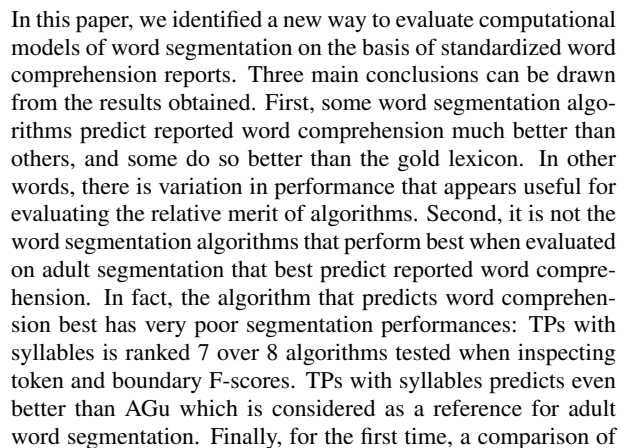 In this paper, we identified a new way to evaluate computational
models of word segmentation on the basis of standardized word
comprehension reports. Three main conclusions can be drawn
from the results obtained. First, some word segmentation algo-
rithms predict reported word comprehension much better than
others, and some do so better than the gold lexicon. In other
words, there is variation in performance that appears useful for
evaluating the relative merit of algorithms. Second, it is not the
word segmentation algorithms that perform best when evaluated
on adult segmentation that best predict reported word compre-
hension. In fact, the algorithm that predicts word comprehen-
sion best has very poor segmentation performances: TPs with
syllables is ranked 7 over 8 algorithms tested when inspecting
token and boundary F-scores. TPs with syllables predicts even
better than AGu which is considered as a reference for adult
word segmentation. Finally, for the first time, a comparison of